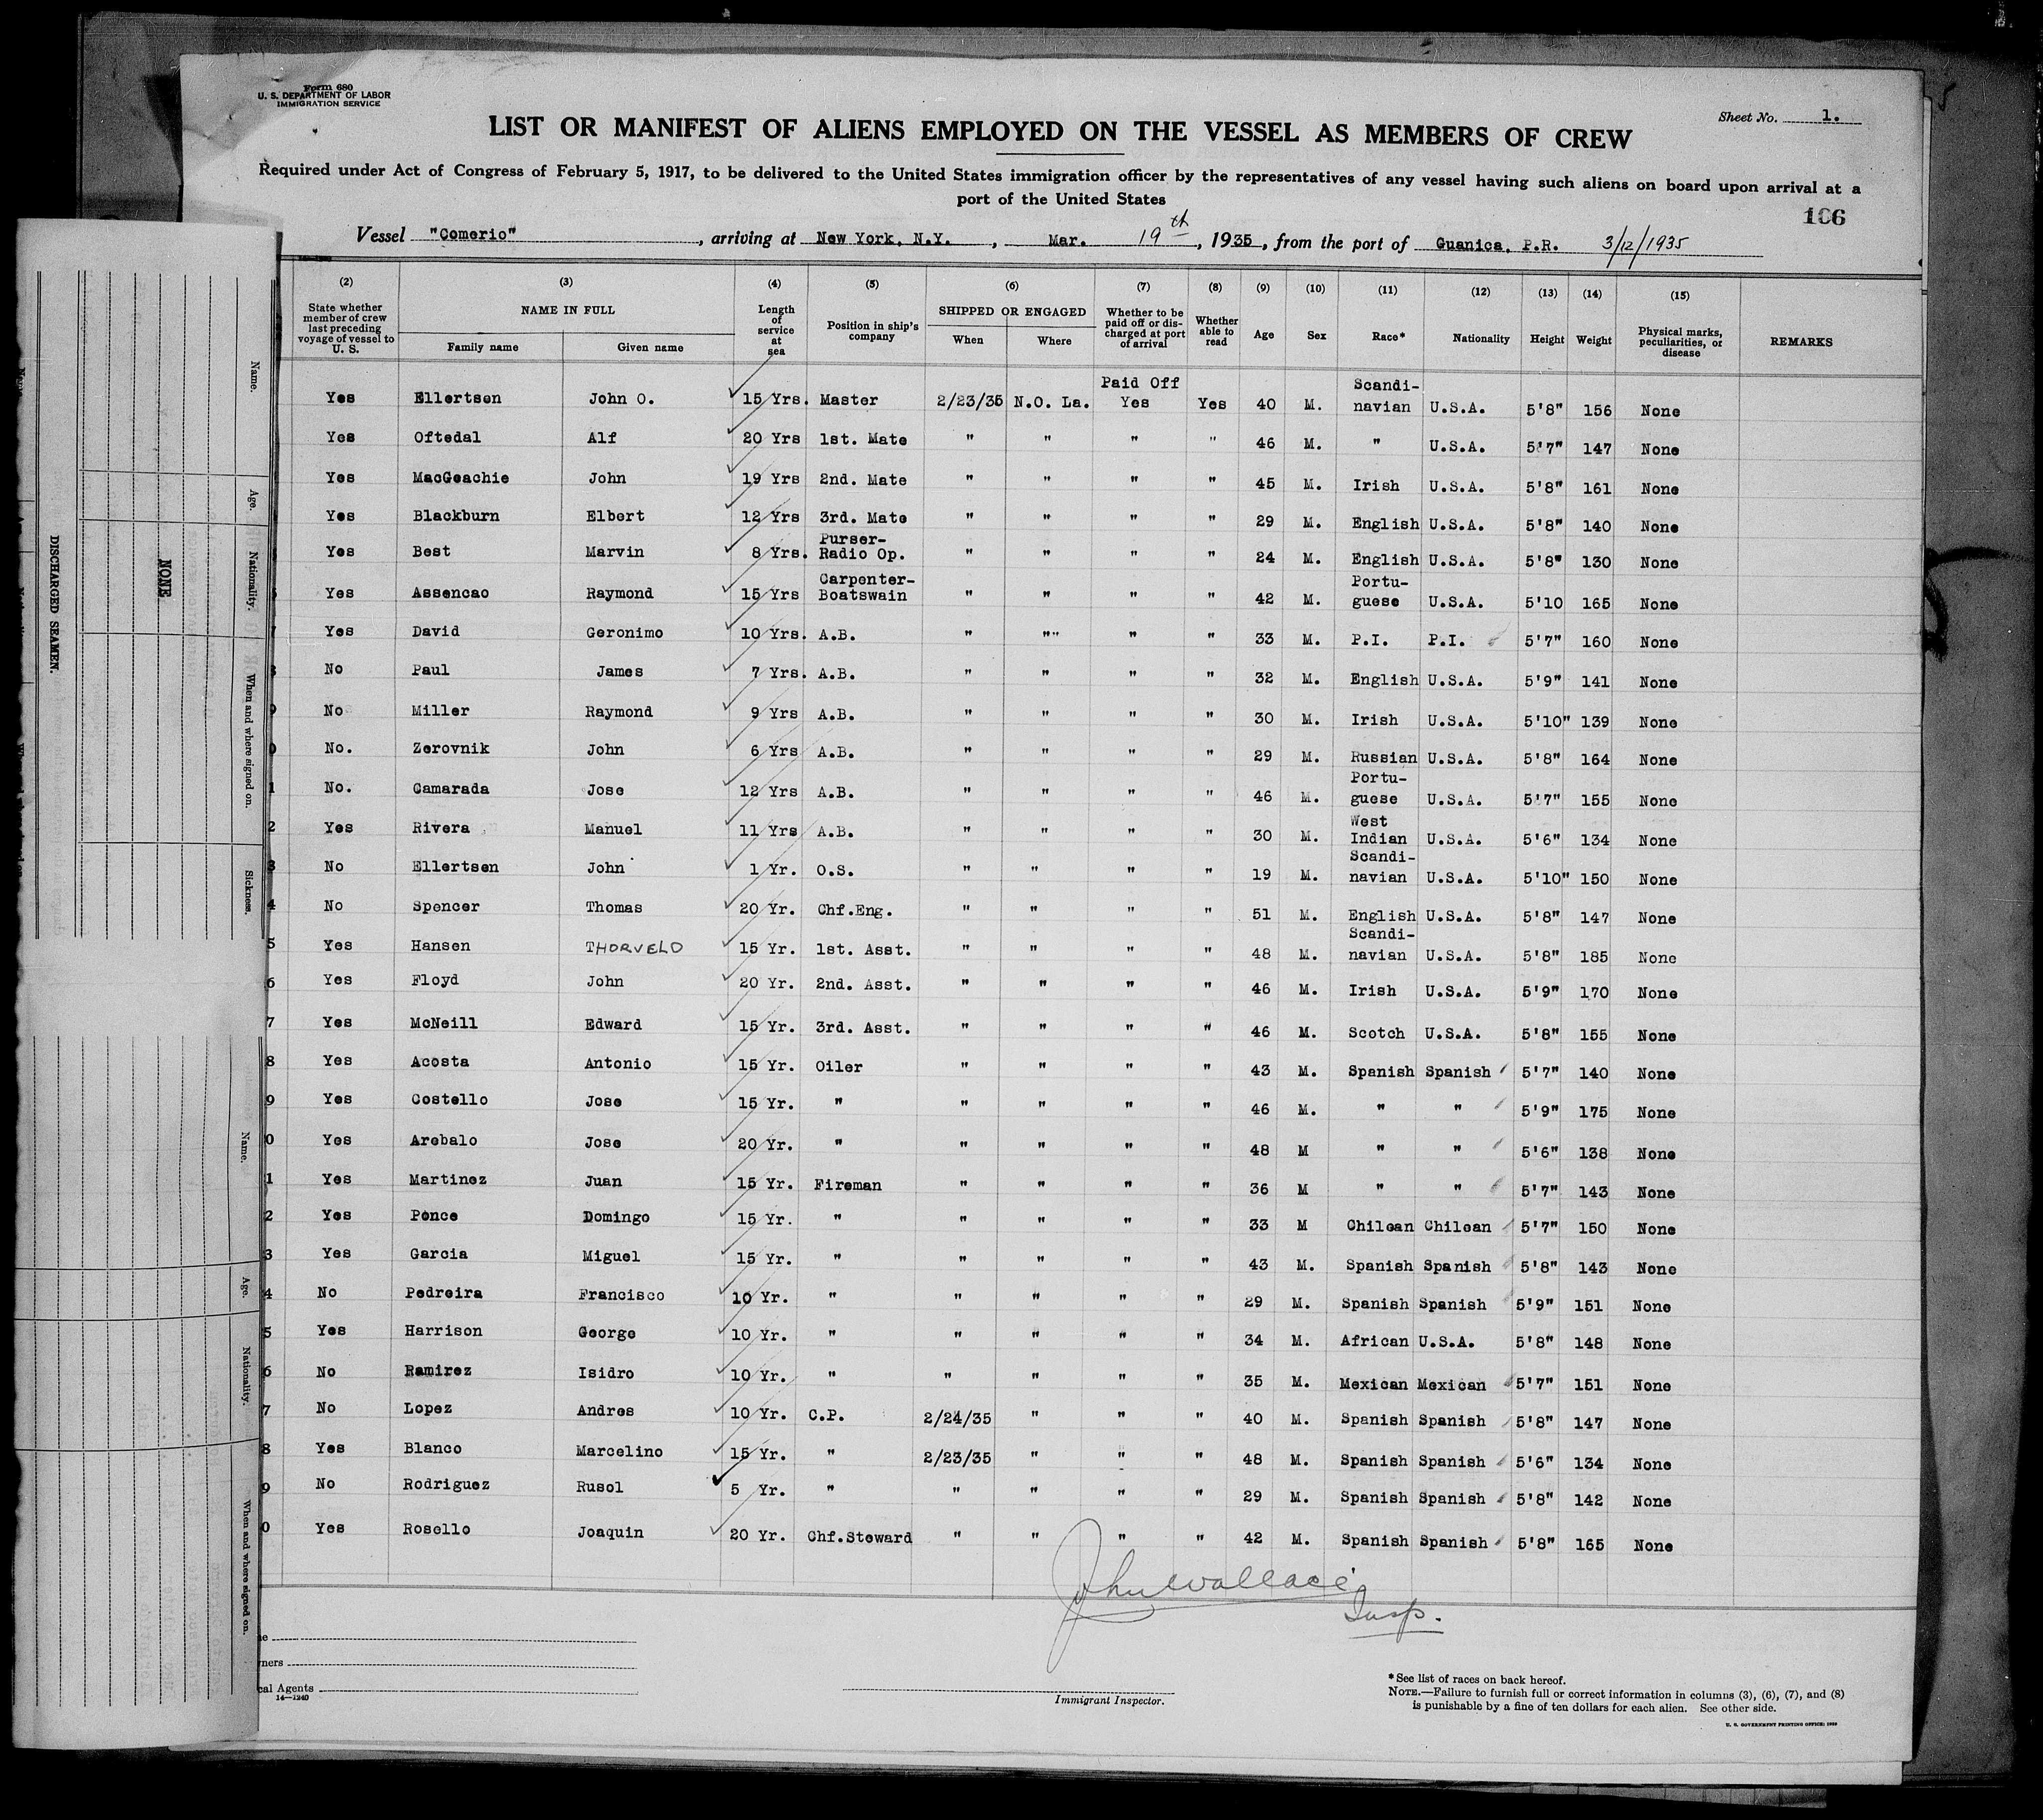 Form 680
U. S. DEPARTMENT OF LABOR
IMMIGRATION SERVICE
Sheet No. 1.
LIST OR MANIFEST OF ALIENS EMPLOYED ON THE VESSEL AS MEMBERS OF CREW
Required under Act of Congress of February 5, 1917, to be delivered to the United States immigration officer by the representatives of any vessel having such aliens on board upon arrival at a
port of the United States
106
Vessel "Comerio", arriving at New York, N.Y., Mar. 19th, 1935, from the port of Guanica, P.R. 3/12/1935
(2) (3) (4) (5) (6) (7) (8) (9) (10) (11) (12) (13) (14) (15)
State whether member of crew last preceding voyage of vessel to U. S. NAME IN FULL Family name Given name Length of service at sea Position in ship's company SHIPPED OR ENGAGED When Where Whether to be paid off or discharged at port of arrival Whether able to read Age Sex Race* Nationality Height Weight Physical marks, peculiarities, or disease REMARKS
Yes Ellertsen John O. 15 Yrs. Master 2/23/35 N.O. La. Paid Off Yes Yes 40 M. Scandi-navian U.S.A. 5'8" 156 None
Yes Oftedal Alf 20 Yrs 1st. Mate " " " " 46 M. " U.S.A. 5'7" 147 None
Yes MacGeachie John 19 Yrs 2nd. Mate " " " " 45 M. Irish U.S.A. 5'8" 161 None
Yes Blackburn Elbert 12 Yrs 3rd. Mate " " " " 29 M. English U.S.A. 5'8" 140 None
Yes Best Marvin 8 Yrs. Purser-Radio Op. " " " " 24 M. English U.S.A. 5'8" 130 None
Yes Assencao Raymond 15 Yrs Carpenter-Boatswain " " " " 42 M. Portu-guese U.S.A. 5'10 165 None
Yes David Geronimo 10 Yrs. A.B. " "" " " 33 M. P.I. P.I. 5'7" 160 None
No Paul James 7 Yrs. A.B. " " " " 32 M. English U.S.A. 5'9" 141 None
No Miller Raymond 9 Yrs A.B. " " " " 30 M. Irish U.S.A. 5'10" 139 None
No. Zerovnik John 6 Yrs A.B. " " " " 29 M. Russian U.S.A. 5'8" 164 None
No. Camarada Jose 12 Yrs A.B. " " " " 46 M. Portu-guese U.S.A. 5'7" 155 None
Yes Rivera Manuel 11 Yrs A.B. " " " " 30 M. West Indian U.S.A. 5'6" 134 None
No Ellertsen John 1 Yr. O.S. " " " " 19 M. Scandi-navian U.S.A. 5'10" 150 None
No Spencer Thomas 20 Yr. Chf.Eng. " " " " 51 M. English U.S.A. 5'8" 147 None
Yes Hansen THORVELD 15 Yr. 1st. Asst. " " " " 48 M. Scandi-navian U.S.A. 5'8" 185 None
Yes Floyd John 20 Yr. 2nd. Asst. " " " " 46 M. Irish U.S.A. 5'9" 170 None
Yes McNeill Edward 15 Yr. 3rd. Asst. " " " " 46 M. Scotch U.S.A. 5'8" 155 None
Yes Acosta Antonio 15 Yr. Oiler " " " " 43 M. Spanish Spanish 5'7" 140 None
Yes Costello Jose 15 Yr. " " " " " 46 M. " " 5'9" 175 None
Yes Arebalo Jose 20 Yr. " " " " " 48 M " " 5'6" 138 None
Yes Martinez Juan 15 Yr. Fireman " " " " 36 M " " 5'7" 143 None
Yes Ponce Domingo 15 Yr. " " " " " 33 M Chilean Chilean 5'7" 150 None
Yes Garcia Miguel 15 Yr. " " " " " 43 M. Spanish Spanish 5'8" 143 None
No Pedreira Francisco 10 Yr. " " " " " 29 M. Spanish Spanish 5'9" 151 None
Yes Harrison George 10 Yr. " " " " " 34 M. African U.S.A. 5'8" 148 None
No Ramirez Isidro 10 Yr. " " " " " 35 M. Mexican Mexican 5'7" 151 None
No Lopez Andres 10 Yr. C.P. 2/24/35 " " " 40 M. Spanish Spanish 5'8" 147 None
Yes Blanco Marcelino 15 Yr. " 2/23/35 " " " 48 M. Spanish Spanish 5'6" 134 None
No Rodriguez Rusol 5 Yr. " " " " " 29 M. Spanish Spanish 5'8" 142 None
Yes Rosello Joaquin 20 Yr. Chf.Steward " " " " 42 M. Spanish Spanish 5'8" 165 None
John Wallace
Insp.
Immigrant Inspector.
cal Agents
14—1240
*See list of races on back hereof.
NOTE.—Failure to furnish full or correct information in columns (3), (6), (7), and (8)
is punishable by a fine of ten dollars for each alien. See other side.
U. S. GOVERNMENT PRINTING OFFICE: 1933
DISCHARGED SEAMEN.
NONE
Name.
Age.
Nationality.
When and where signed on.
Sickness.
Name.
Age.
Nationality.
When and where signed on.